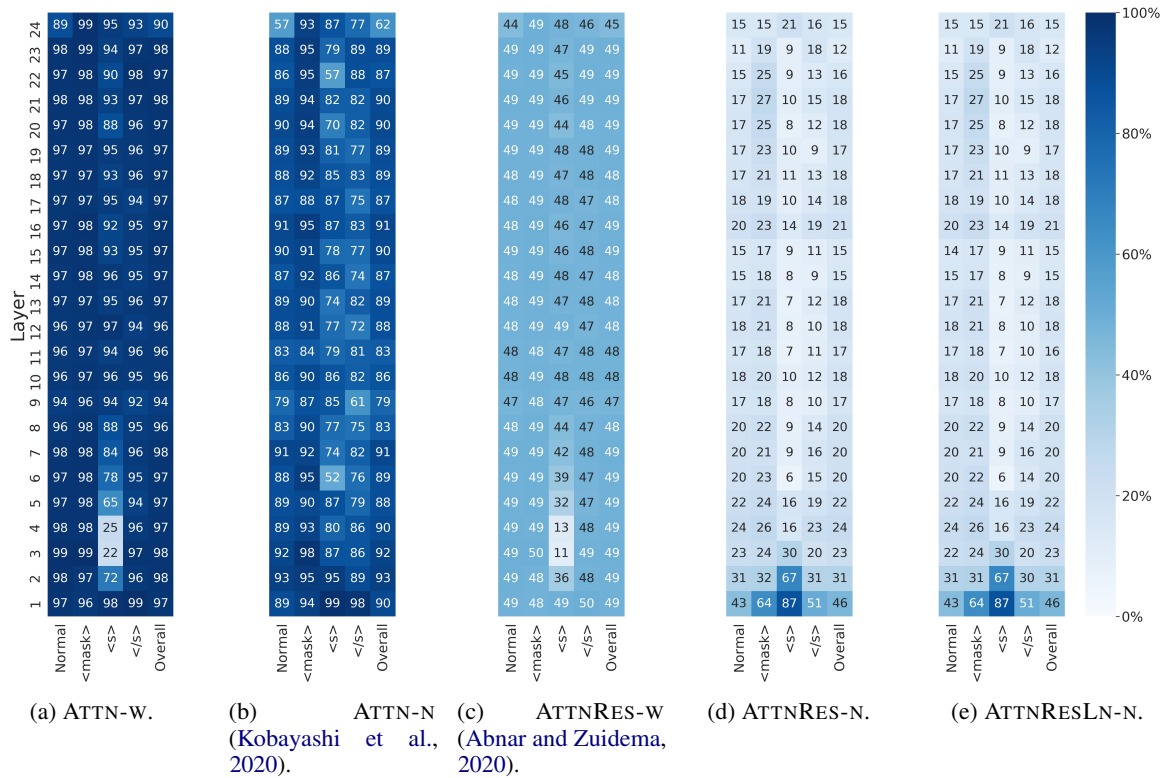 24 89 99 95 93 90 57 93 87 77 62 44 49 48 46 45 15 15 21 16 15 15 15 21 16 15 100%
23 98 99 94 97 98 88 95 79 89 89 49 49 47 49 49 11 19 9 18 12 11 19 9 18 12
22 97 98 90 98 97 86 95 57 88 87 49 49 45 49 49 15 25 9 13 16 15 25 9 13 16
21 98 98 93 97 98 89 94 82 82 90 49 49 46 49 49 17 27 10 15 18 17 27 10 15 18
20 97 98 88 96 97 90 94 70 82 90 49 49 44 48 49 17 25 8 12 18 17 25 8 12 18 80%
19 97 97 95 95 97 89 93 81 77 89 49 49 48 48 49 17 23 10 9 17 17 23 10 9 17
18 97 98 93 96 97 88 92 85 83 89 48 49 47 48 49 17 21 11 13 18 17 21 11 13 18
17 97 97 95 94 97 87 88 87 75 87 48 49 48 47 48 18 19 10 14 18 18 19 10 14 18
16 97 98 92 95 97 91 95 87 83 91 49 49 46 47 49 20 23 14 19 21 20 23 14 19 21
15 97 98 93 95 97 90 91 78 77 90 49 49 46 48 49 15 17 9 11 15 14 17 9 11 15 60%
14 97 98 96 95 97 87 92 86 74 87 48 49 48 47 48 15 18 8 9 15 15 17 8 9 15
13 97 97 95 96 97 89 90 74 82 89 48 49 47 48 48 17 21 7 12 18 17 21 7 12 18
Layer
12 96 97 97 94 96 88 91 77 72 88 48 49 49 47 48 18 21 8 10 18 18 21 8 10 18
11 96 97 94 96 96 83 84 79 81 83 48 48 47 48 48 17 18 7 11 17 17 18 7 10 16
10 96 97 96 95 96 86 90 86 82 86 48 49 48 48 48 18 20 10 12 18 18 20 10 12 18 40%
9 94 96 94 92 94 79 87 85 61 79 47 48 47 46 47 17 18 8 10 17 17 18 8 10 17
8 96 98 88 95 96 83 90 77 75 83 49 49 44 47 48 20 22 9 14 20 20 22 9 14 20
7 98 98 84 96 98 91 92 74 82 91 49 49 42 48 49 20 21 9 16 20 20 21 9 16 20
6 97 98 78 95 97 88 95 52 76 89 49 49 39 47 49 20 23 6 15 20 20 23 6 14 20
5 97 98 65 94 97 89 90 87 79 88 49 49 32 47 49 22 24 16 19 22 22 24 16 19 22 20%
4 98 98 25 96 98 89 93 80 86 90 49 49 13 48 49 24 26 16 23 24 24 26 16 23 24
3 99 99 22 97 98 92 98 87 86 92 49 50 11 49 49 23 24 30 20 23 22 24 30 20 23
2 98 97 72 96 98 93 95 95 89 93 49 48 36 48 49 31 32 67 31 31 31 31 67 30 31
1 97 96 98 99 97 89 94 99 98 90 49 48 49 50 49 43 64 87 51 46 43 64 87 51 46 0%
Normal <mask> <s> </s> Overall Normal <mask> <s> </s> Overall Normal <mask> <s> </s> Overall Normal <mask> <s> </s> Overall Normal <mask> <s> </s> Overall
(a) ATTN-W.
(b) ATTN-N
(Kobayashi et al.,
2020).
(c) ATTNRES-W
(Abnar and Zuidema,
2020).
(d) ATTNRES-N.
(e) ATTNRESLN-N.